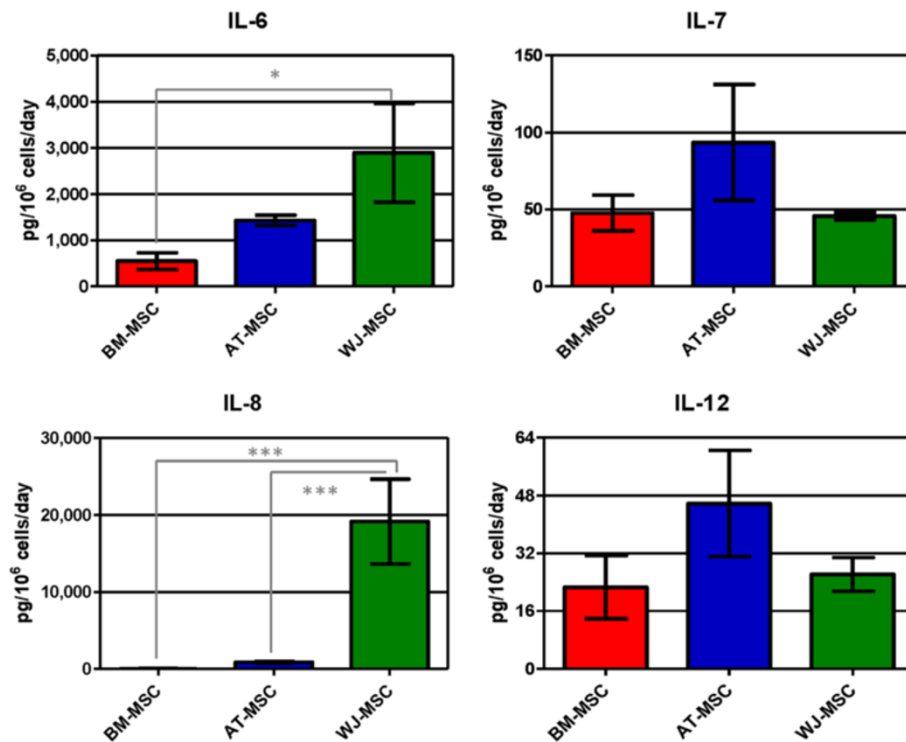 IL-6
5,000
4,000
3,000
2,000
1,000
0
pg/10⁶ cells/day
*
BM-MSC
AT-MSC
WJ-MSC
IL-7
150
100
50
0
pg/10⁶ cells/day
BM-MSC
AT-MSC
WJ-MSC
IL-8
30,000
20,000
10,000
0
pg/10⁶ cells/day
***
***
BM-MSC
AT-MSC
WJ-MSC
IL-12
64
48
32
16
0
pg/10⁶ cells/day
BM-MSC
AT-MSC
WJ-MSC